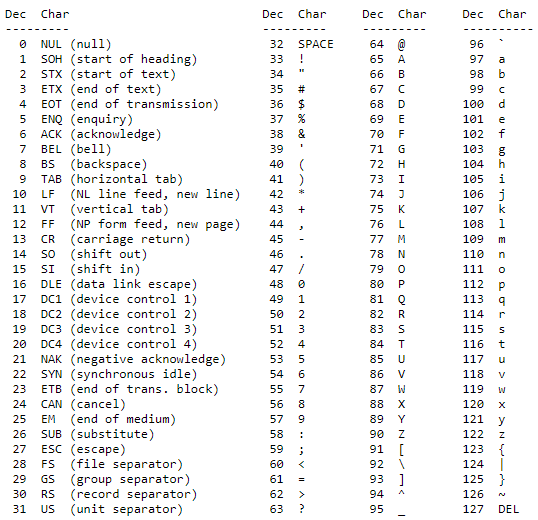 Dec  Char                           Dec  Char     Dec  Char     Dec  Char
---------                           ---------     ---------     ----------
  0  NUL (null)                      32  SPACE     64  @         96  `
  1  SOH (start of heading)          33  !         65  A         97  a
  2  STX (start of text)             34  "         66  B         98  b
  3  ETX (end of text)               35  #         67  C         99  c
  4  EOT (end of transmission)       36  $         68  D        100  d
  5  ENQ (enquiry)                   37  %         69  E        101  e
  6  ACK (acknowledge)               38  &         70  F        102  f
  7  BEL (bell)                      39  '         71  G        103  g
  8  BS  (backspace)                 40  (         72  H        104  h
  9  TAB (horizontal tab)            41  )         73  I        105  i
 10  LF  (NL line feed, new line)    42  *         74  J        106  j
 11  VT  (vertical tab)              43  +         75  K        107  k
 12  FF  (NP form feed, new page)    44  ,         76  L        108  l
 13  CR  (carriage return)           45  -         77  M        109  m
 14  SO  (shift out)                 46  .         78  N        110  n
 15  SI  (shift in)                  47  /         79  O        111  o
 16  DLE (data link escape)          48  0         80  P        112  p
 17  DC1 (device control 1)          49  1         81  Q        113  q
 18  DC2 (device control 2)          50  2         82  R        114  r
 19  DC3 (device control 3)          51  3         83  S        115  s
 20  DC4 (device control 4)          52  4         84  T        116  t
 21  NAK (negative acknowledge)      53  5         85  U        117  u
 22  SYN (synchronous idle)          54  6         86  V        118  v
 23  ETB (end of trans. block)       55  7         87  W        119  w
 24  CAN (cancel)                    56  8         88  X        120  x
 25  EM  (end of medium)             57  9         89  Y        121  y
 26  SUB (substitute)                58  :         90  Z        122  z
 27  ESC (escape)                    59  ;         91  [        123  {
 28  FS  (file separator)            60  <         92  \        124  |
 29  GS  (group separator)           61  =         93  ]        125  }
 30  RS  (record separator)          62  >         94  ^        126  ~
 31  US  (unit separator)            63  ?         95  _        127  DEL